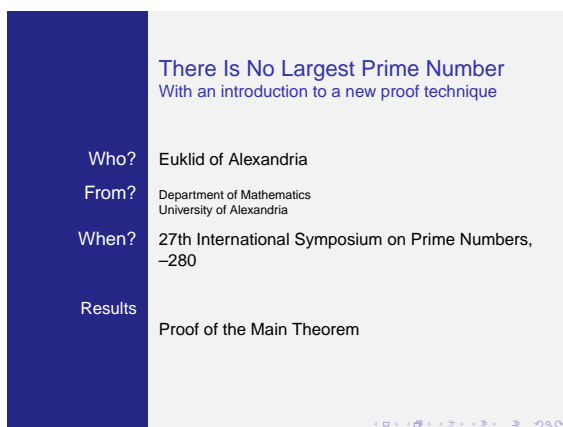 There Is No Largest Prime Number
With an introduction to a new proof technique
Who?
Euklid of Alexandria
From?
Department of Mathematics
University of Alexandria
When?
27th International Symposium on Prime Numbers,
–280
Results
Proof of the Main Theorem